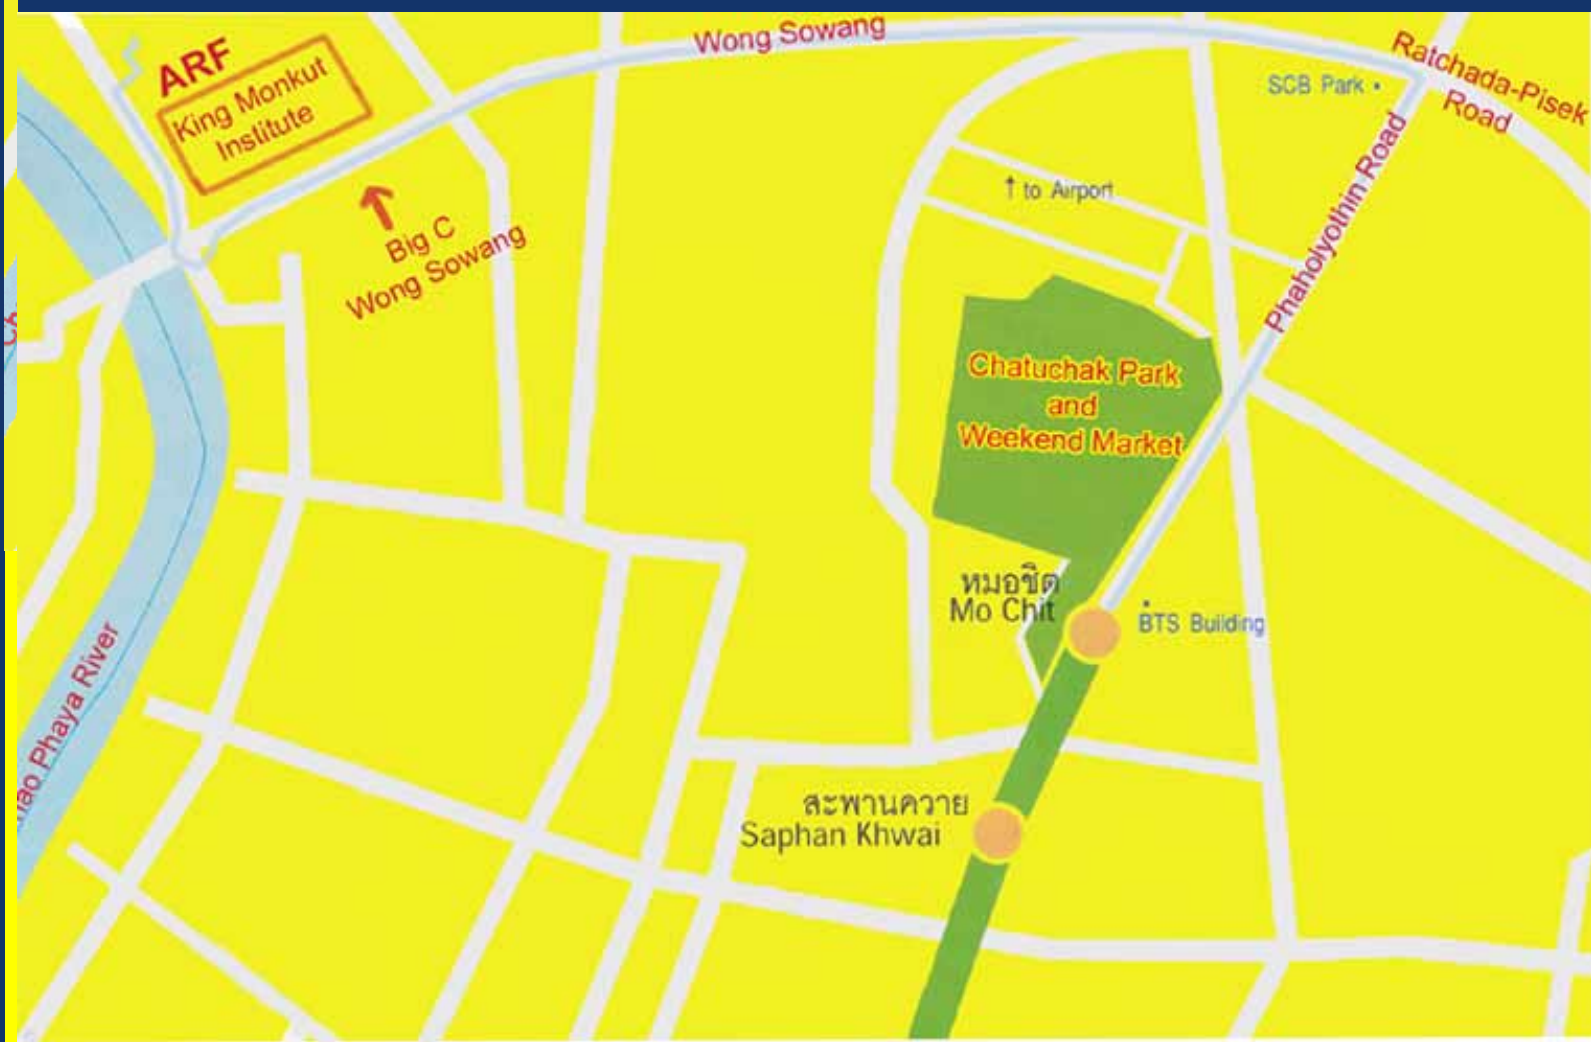 Wong Sowang
Ratchada-Pisek
Road
ARF
King Monkut
Institute
SCB Park
Phaholyothin Road
↑ to Airport
Big C
Wong Sowang
Chatuchak Park
and
Weekend Market
หมอชิต
Mo Chit
BTS Building
hao Phaya River
สะพานควาย
Saphan Khwai